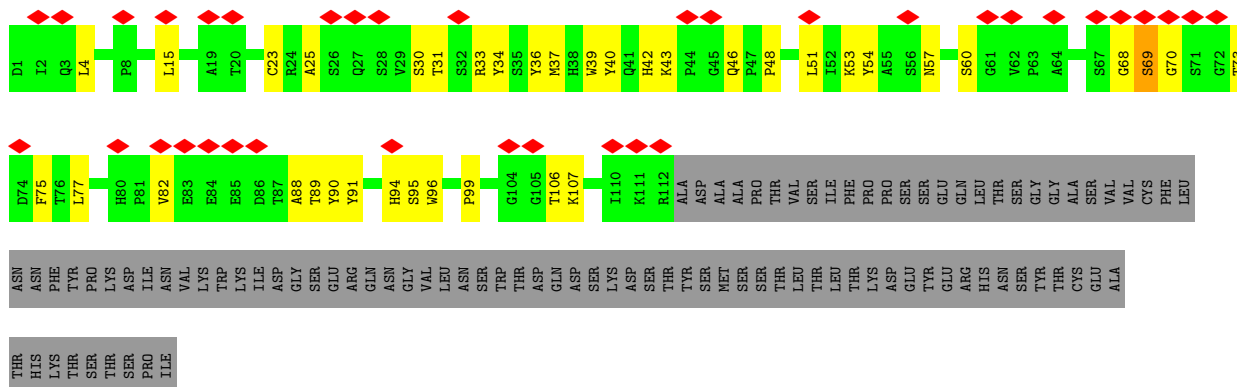 D1 I2 Q3 L4 P8 L15 A19 T20 C23 R24 A25 S26 Q27 S28 V29 S30 T31 S32 R33 Y34 S35 Y36 M37 H38 W39 Y40 Q41 H42 K43 P44 G45 Q46 P47 P48 L51 I52 K53 Y54 A55 S56 N57 S60 G61 V62 P63 A64 S67 G68 S69 G70 S71 G72 T73
D74 F75 T76 L77 H80 P81 V82 E83 E84 E85 D86 T87 A88 T89 Y90 Y91 H94 S95 W96 P99 G104 G105 T106 K107 I110 K111 R112 ALA ASP ALA ALA PRO THR VAL SER ILE PHE PRO PRO SER SER GLU GLN LEU THR SER GLY GLY ALA SER VAL VAL CYS PHE LEU
ASN ASN PHE TYR PRO LYS ASP ILE ASN VAL LYS TRP LYS ILE ASP GLY SER GLU ARG GLN ASN GLY VAL LEU ASN SER TRP THR ASP GLN ASP SER LYS ASP SER THR TYR SER MET SER SER THR LEU THR LEU THR LYS ASP GLU TYR GLU ARG HIS ASN SER TYR THR CYS GLU ALA
THR HIS LYS THR SER THR SER PRO ILE